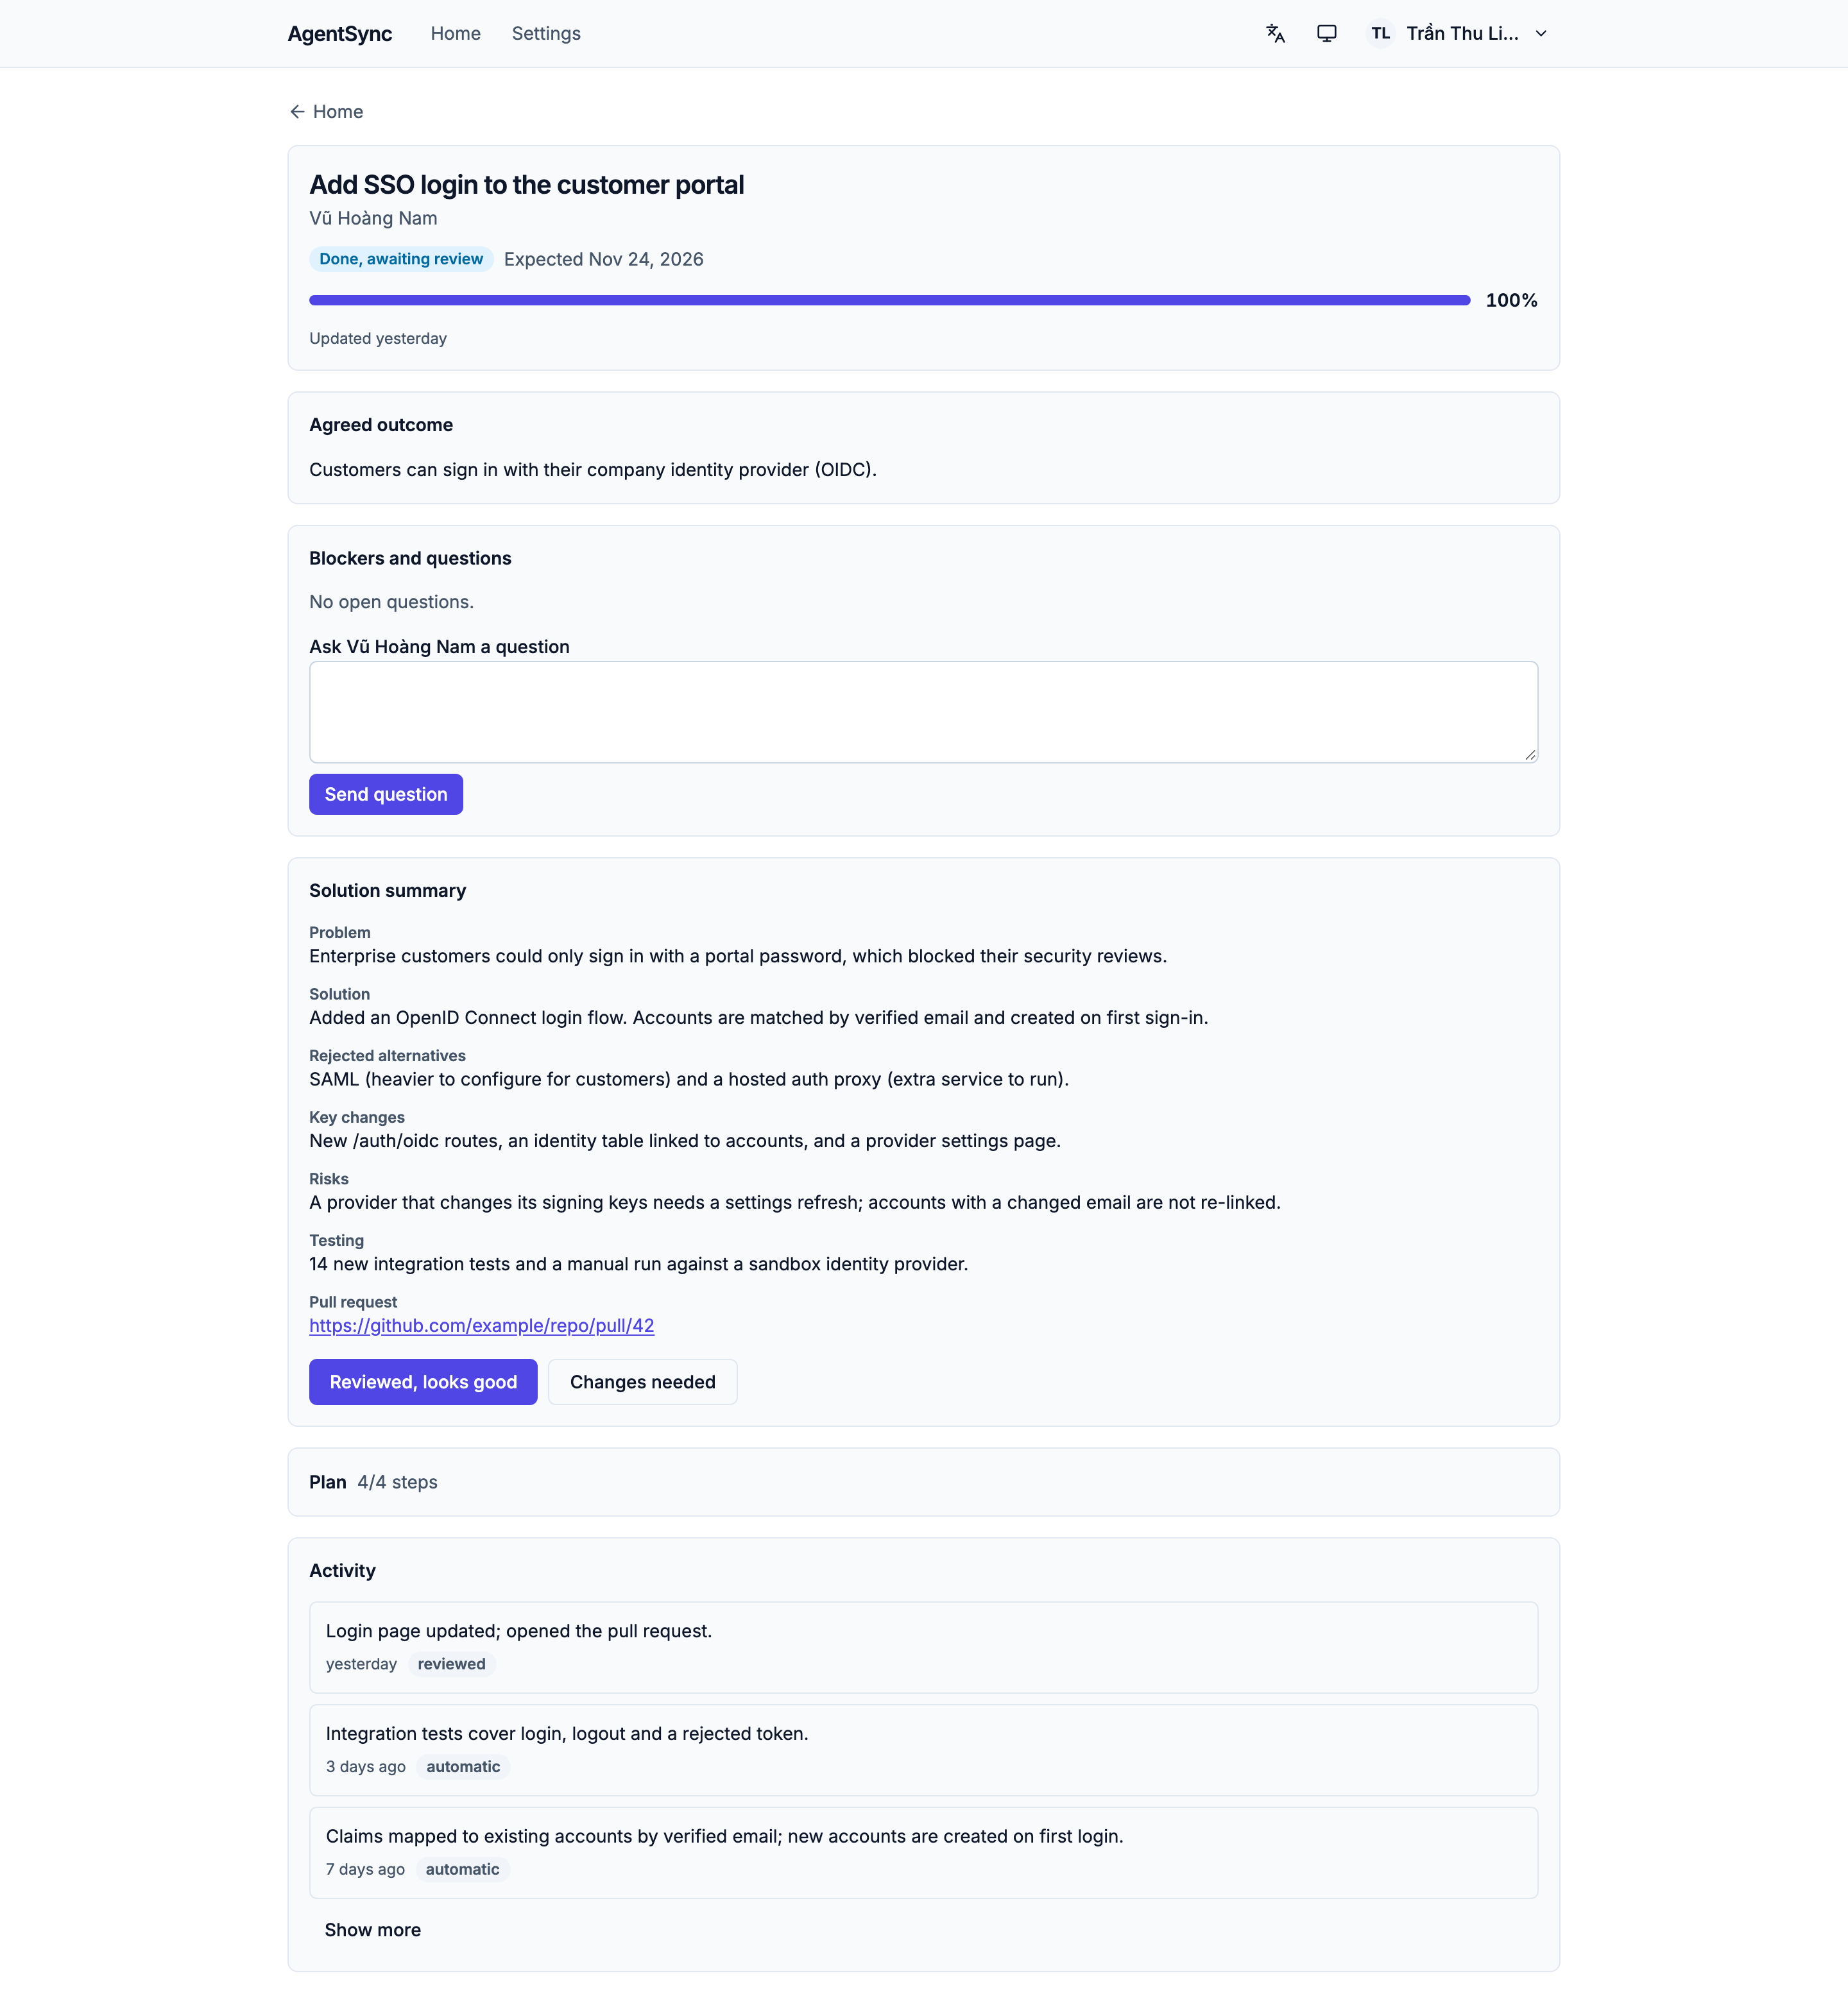 AgentSync Home Settings TL Trần Thu Li...
Home
Add SSO login to the customer portal
Vũ Hoàng Nam
Done, awaiting review Expected Nov 24, 2026
100%
Updated yesterday
Agreed outcome
Customers can sign in with their company identity provider (OIDC).
Blockers and questions
No open questions.
Ask Vũ Hoàng Nam a question
Send question
Solution summary
Problem
Enterprise customers could only sign in with a portal password, which blocked their security reviews.
Solution
Added an OpenID Connect login flow. Accounts are matched by verified email and created on first sign-in.
Rejected alternatives
SAML (heavier to configure for customers) and a hosted auth proxy (extra service to run).
Key changes
New /auth/oidc routes, an identity table linked to accounts, and a provider settings page.
Risks
A provider that changes its signing keys needs a settings refresh; accounts with a changed email are not re-linked.
Testing
14 new integration tests and a manual run against a sandbox identity provider.
Pull request
https://github.com/example/repo/pull/42
Reviewed, looks good Changes needed
Plan 4/4 steps
Activity
Login page updated; opened the pull request.
yesterday reviewed
Integration tests cover login, logout and a rejected token.
3 days ago automatic
Claims mapped to existing accounts by verified email; new accounts are created on first login.
7 days ago automatic
Show more